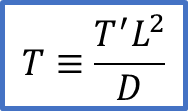 T ≡ T′L² / D